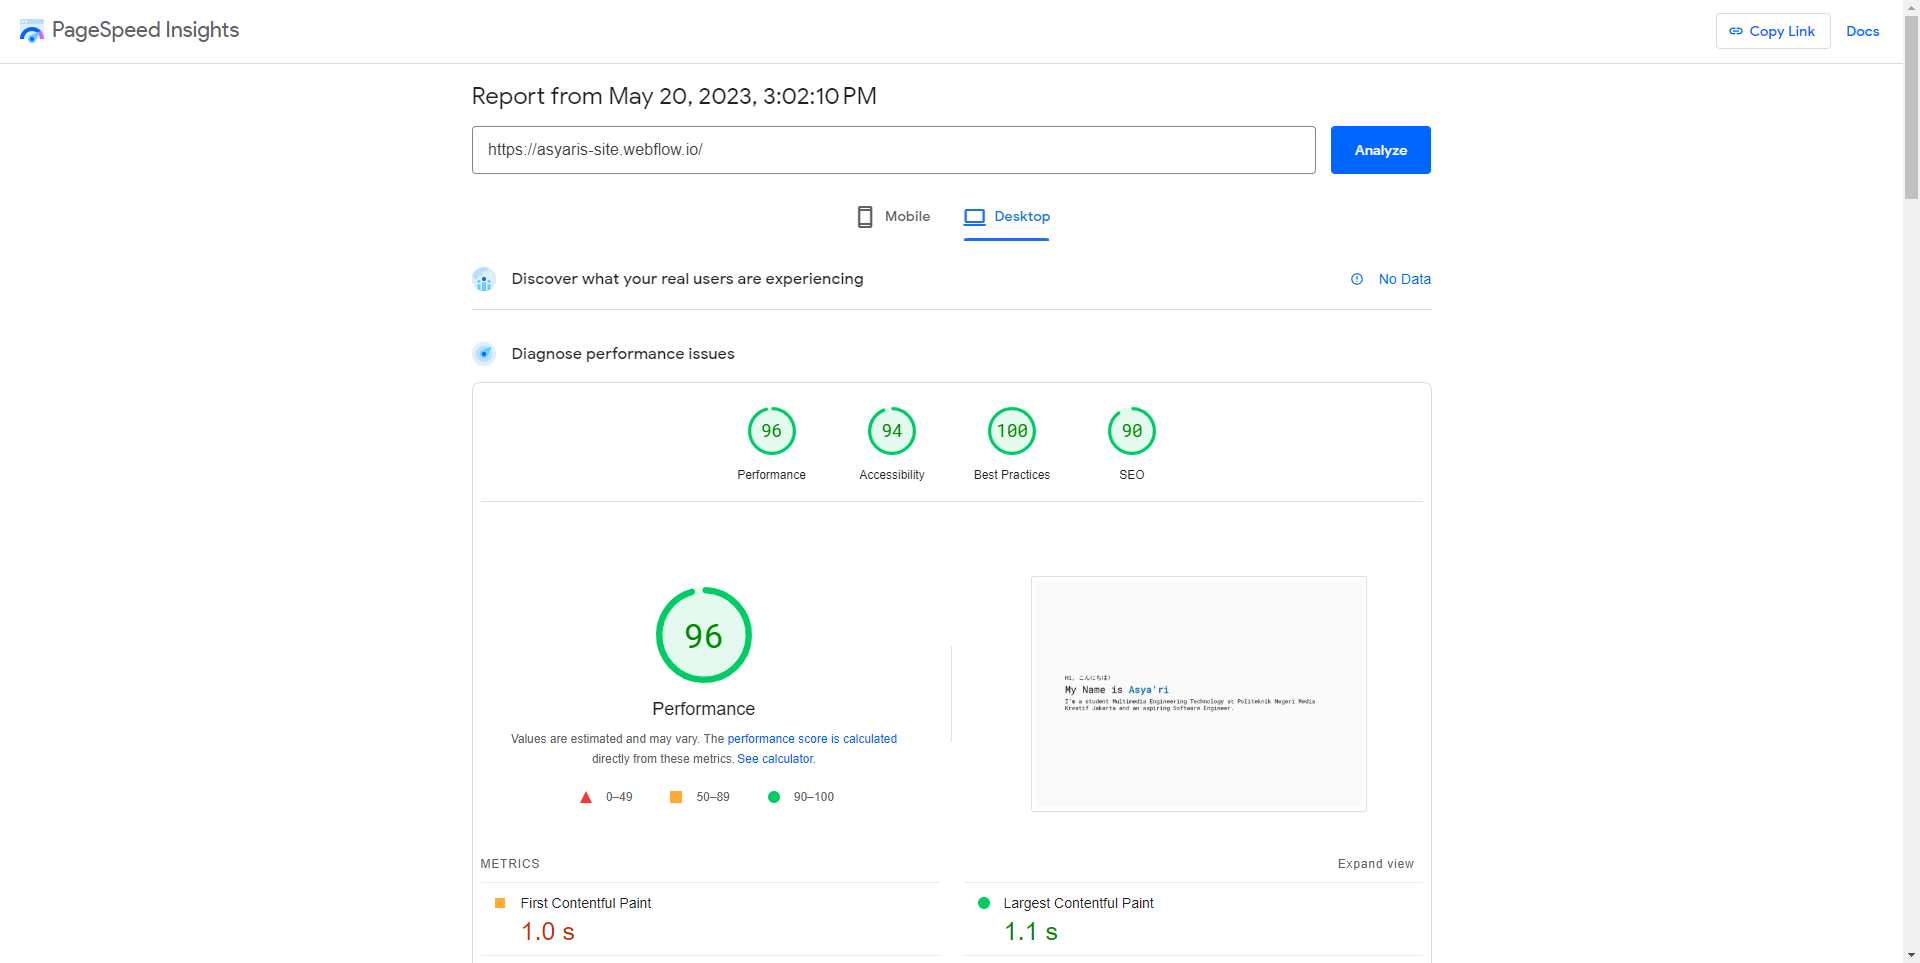 PageSpeed Insights
Copy Link
Docs
Report from May 20, 2023, 3:02:10 PM
https://asyaris-site.webflow.io/
Analyze
Mobile
Desktop
Discover what your real users are experiencing
No Data
Diagnose performance issues
96
94
100
90
Performance
Accessibility
Best Practices
SEO
96
Performance
Values are estimated and may vary. The performance score is calculated
directly from these metrics. See calculator.
0–49
50–89
90–100
Hi, こんにちは!
My Name is Asya'ri
I'm a student Multimedia Engineering Technology at Politeknik Negeri Media
Kreatif Jakarta and an aspiring Software Engineer.
METRICS
Expand view
First Contentful Paint
1.0 s
Largest Contentful Paint
1.1 s